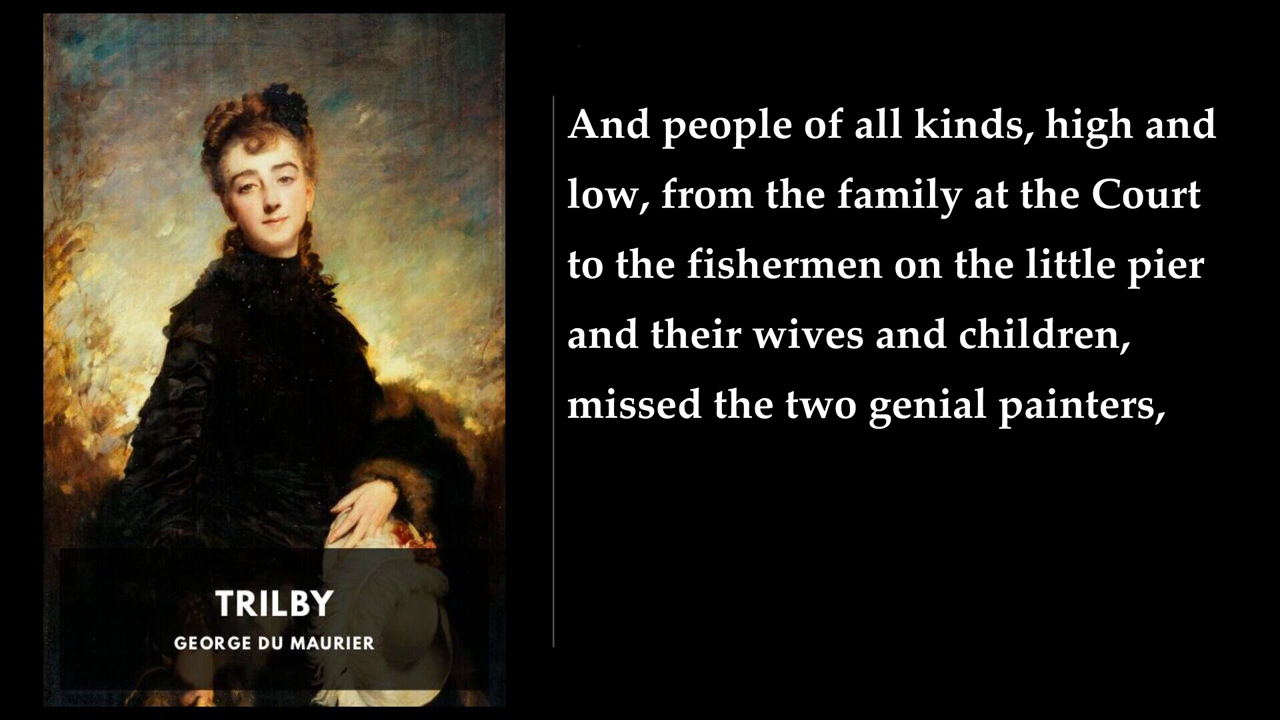 TRILBY
GEORGE DU MAURIER
And people of all kinds, high and
low, from the family at the Court
to the fishermen on the little pier
and their wives and children,
missed the two genial painters,